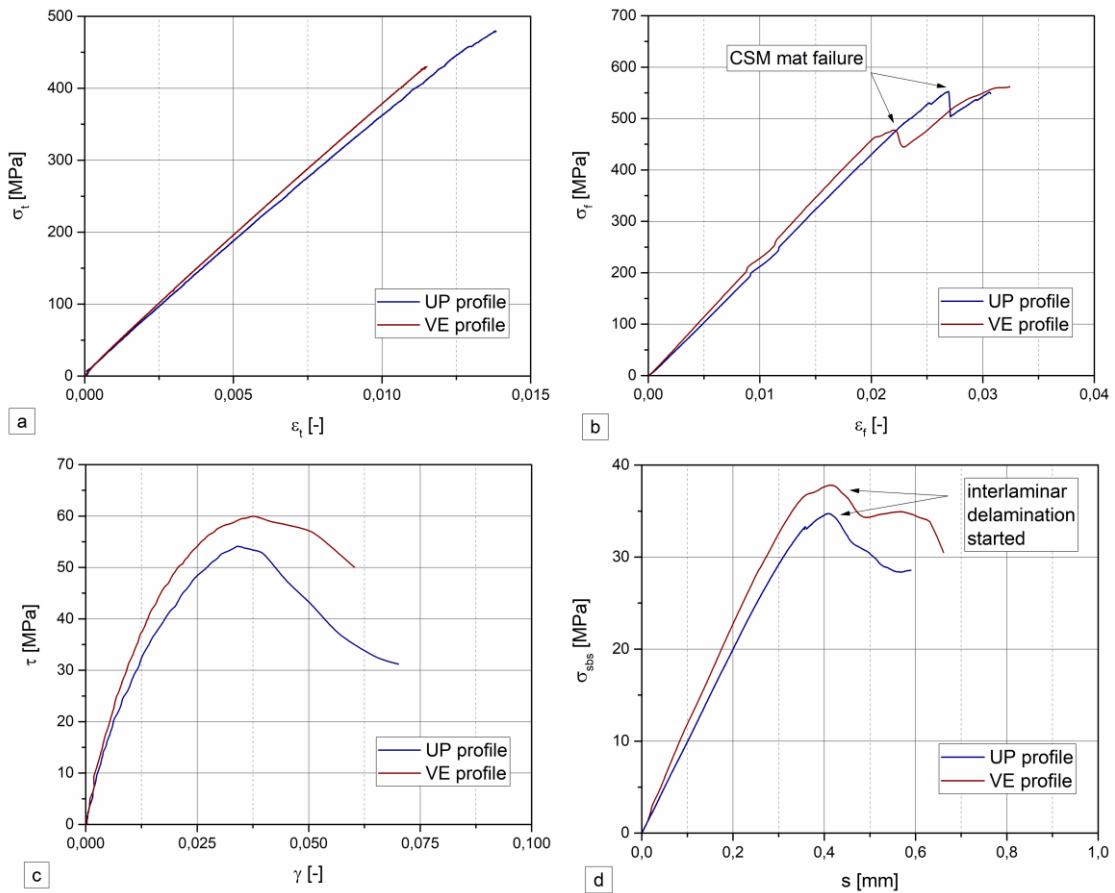 500
400
300
200
100
0
σt [MPa]
UP profile
VE profile
0,000 0,005 0,010 0,015
εt [-]
a
700
600
500
400
300
200
100
0
σf [MPa]
CSM mat failure
UP profile
VE profile
0,00 0,01 0,02 0,03 0,04
εf [-]
b
70
60
50
40
30
20
10
0
τ [MPa]
UP profile
VE profile
0,000 0,025 0,050 0,075 0,100
γ [-]
c
40
30
20
10
0
σsbs [MPa]
interlaminar
delamination
started
UP profile
VE profile
0,0 0,2 0,4 0,6 0,8 1,0
s [mm]
d